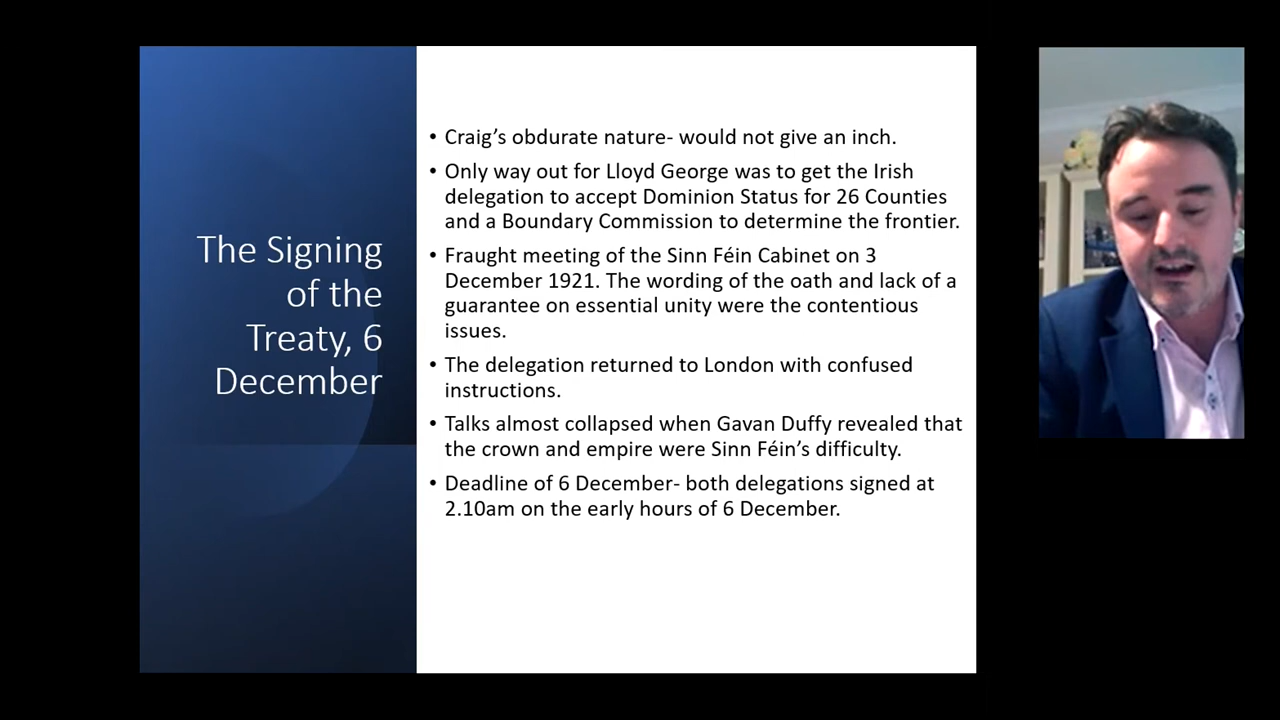 The Signing
of the
Treaty, 6
December
• Craig’s obdurate nature- would not give an inch.
• Only way out for Lloyd George was to get the Irish
delegation to accept Dominion Status for 26 Counties
and a Boundary Commission to determine the frontier.
• Fraught meeting of the Sinn Féin Cabinet on 3
December 1921. The wording of the oath and lack of a
guarantee on essential unity were the contentious
issues.
• The delegation returned to London with confused
instructions.
• Talks almost collapsed when Gavan Duffy revealed that
the crown and empire were Sinn Féin’s difficulty.
• Deadline of 6 December- both delegations signed at
2.10am on the early hours of 6 December.